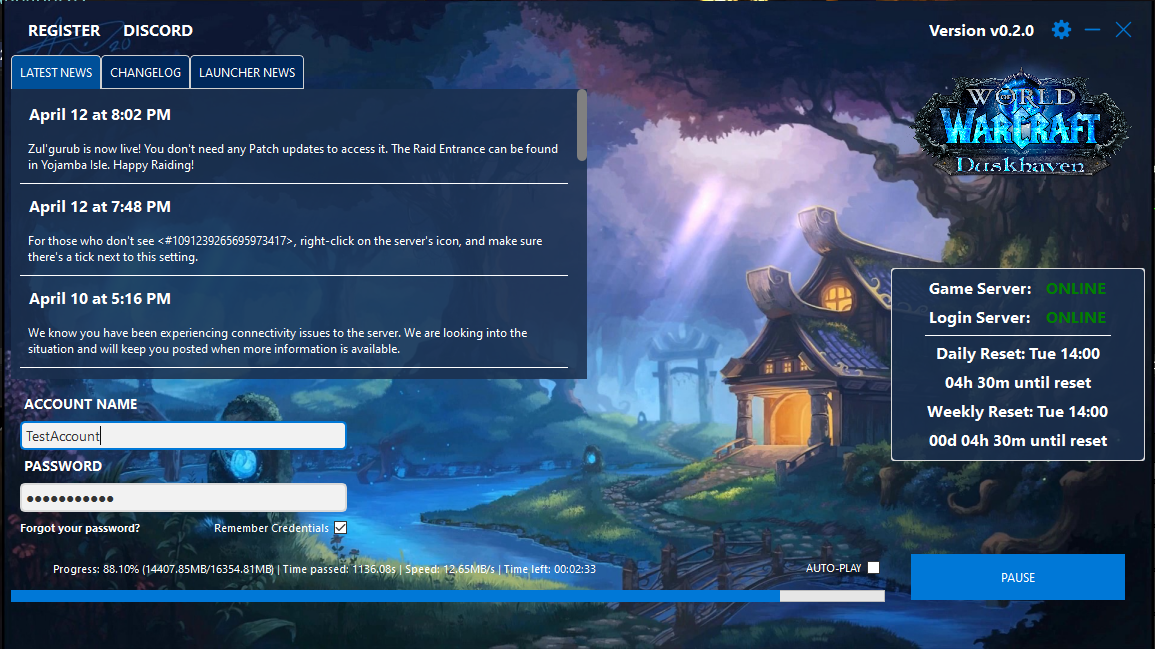 REGISTER DISCORD
Version v0.2.0
20
LATEST NEWS CHANGELOG LAUNCHER NEWS
WORLD
OF
WARCRAFT
Duskhaven
April 12 at 8:02 PM
Zul'gurub is now live! You don't need any Patch updates to access it. The Raid Entrance can be found
in Yojamba Isle. Happy Raiding!
April 12 at 7:48 PM
For those who don't see <#1091239265695973417>, right-click on the server's icon, and make sure
there's a tick next to this setting.
April 10 at 5:16 PM
We know you have been experiencing connectivity issues to the server. We are looking into the
situation and will keep you posted when more information is available.
Game Server: ONLINE
Login Server: ONLINE
Daily Reset: Tue 14:00
04h 30m until reset
Weekly Reset: Tue 14:00
00d 04h 30m until reset
ACCOUNT NAME
TestAccount
PASSWORD
●●●●●●●●●●●
Forgot your password? Remember Credentials
Progress: 88.10% (14407.85MB/16354.81MB) | Time passed: 1136.08s | Speed: 12.65MB/s | Time left: 00:02:33
AUTO-PLAY
PAUSE